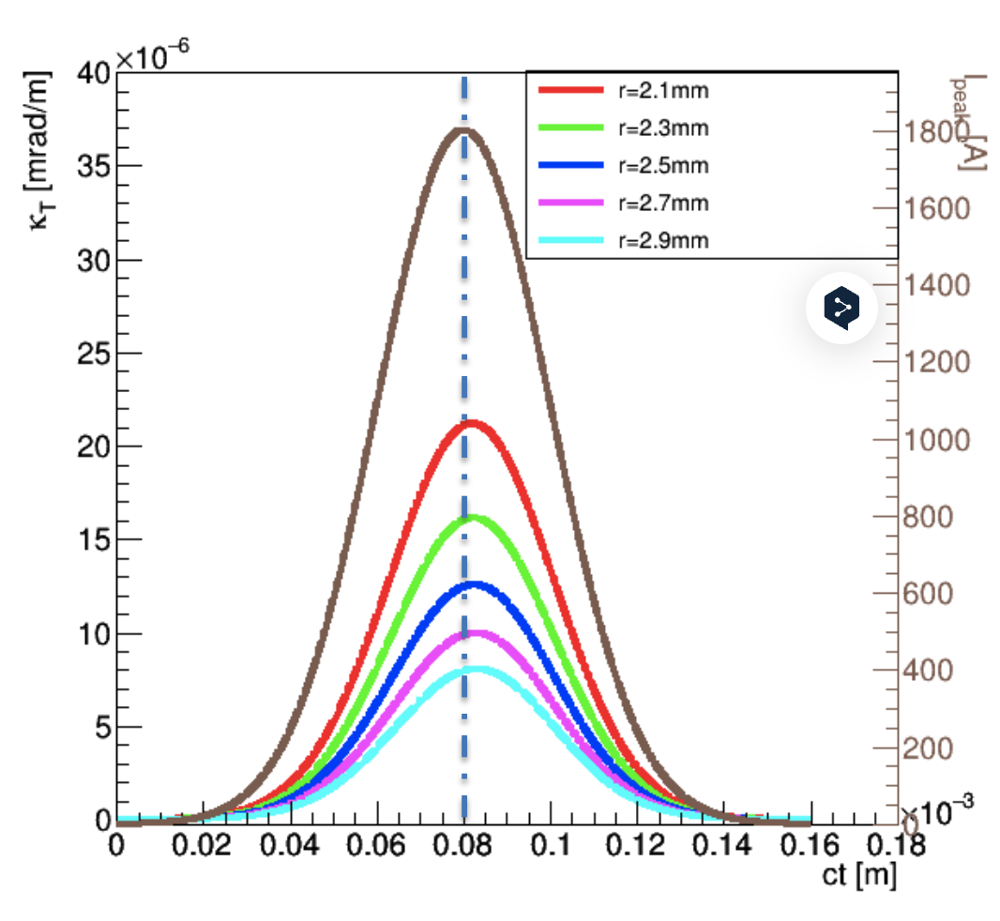 ×10⁻⁶
κ_T [mrad/m]
40
35
30
25
20
15
10
5
0
r=2.1mm
r=2.3mm
r=2.5mm
r=2.7mm
r=2.9mm
I_peak [A]
1800
1600
1400
1200
1000
800
600
400
200
0
×10⁻³
0 0.02 0.04 0.06 0.08 0.1 0.12 0.14 0.16 0.18
ct [m]